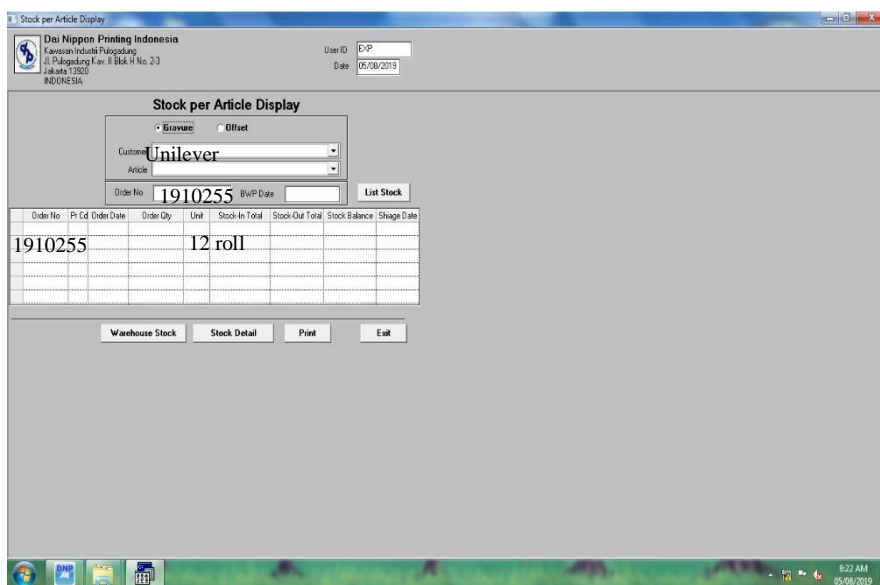 Stock per Article Display
Dai Nippon Printing Indonesia
Kawasan Industri Pulogadung
Jl. Pulogadung Kav. II Blok H No. 2-3
Jakarta 13920
INDONESIA
User ID EXP
Date 05/08/2019
Stock per Article Display
Gravure Offset
Customer Unilever
Article
Order No 1910255 BWP Date List Stock
Order No Pr Cd Order Date Order Qty Unit Stock-In Total Stock-Out Total Stock Balance Shiage Date
1910255 12 roll
Warehouse Stock Stock Detail Print Exit
DNP
8:22 AM
05/08/2019